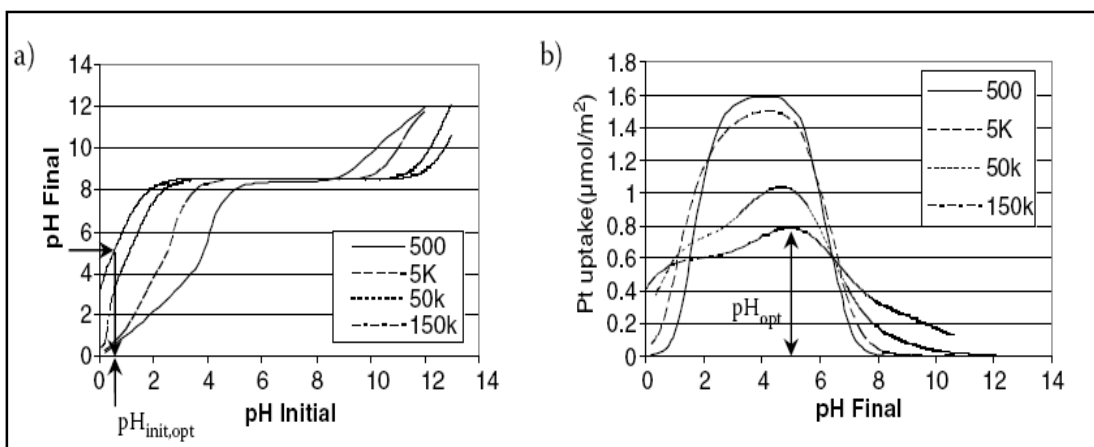 a)
14
12
10
8
6
4
2
0
pH Final
0 2 4 6 8 10 12 14
pH Initial
500
5K
50k
150k
pHinit,opt
b)
1.8
1.6
1.4
1.2
1
0.8
0.6
0.4
0.2
0
Pt uptake(µmol/m²)
0 2 4 6 8 10 12 14
pH Final
500
5K
50k
150k
pHopt